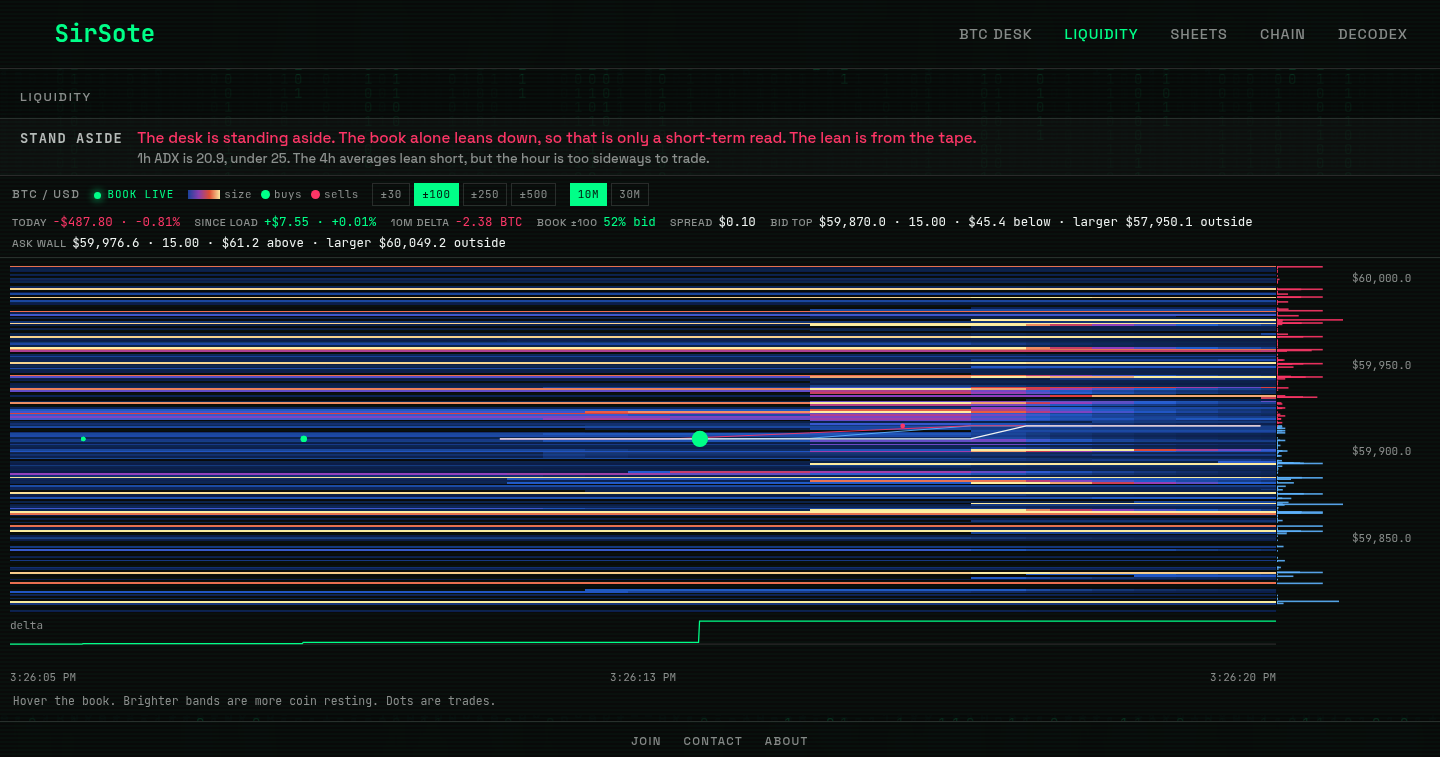 SirSote
BTC DESK LIQUIDITY SHEETS CHAIN DECODEX
LIQUIDITY
STAND ASIDE The desk is standing aside. The book alone leans down, so that is only a short-term read. The lean is from the tape.
1h ADX is 20.9, under 25. The 4h averages lean short, but the hour is too sideways to trade.
BTC / USD BOOK LIVE size buys sells ±30 ±100 ±250 ±500 10M 30M
TODAY -$487.80 · -0.81% SINCE LOAD +$7.55 · +0.01% 10M DELTA -2.38 BTC BOOK ±100 52% bid SPREAD $0.10 BID TOP $59,870.0 · 15.00 · $45.4 below · larger $57,950.1 outside
ASK WALL $59,976.6 · 15.00 · $61.2 above · larger $60,049.2 outside
$60,000.0
$59,950.0
$59,900.0
$59,850.0
delta
3:26:05 PM 3:26:13 PM 3:26:20 PM
Hover the book. Brighter bands are more coin resting. Dots are trades.
JOIN CONTACT ABOUT